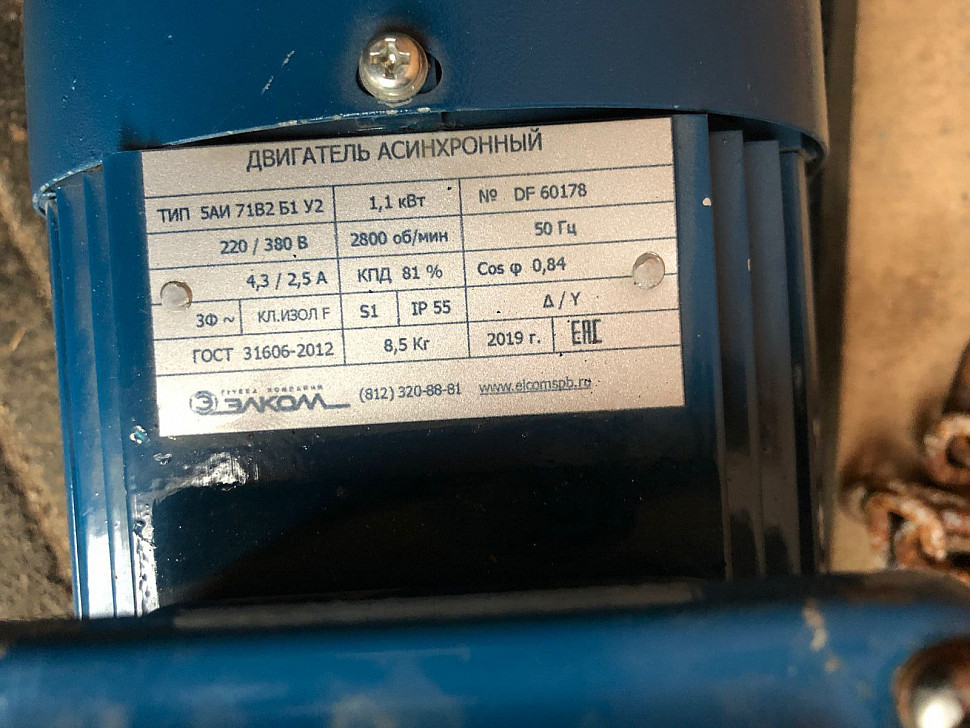 ДВИГАТЕЛЬ АСИНХРОННЫЙ
ТИП 5АИ 71В2 Б1 У2 1,1 кВт № DF 60178
220 / 380 В 2800 об/мин 50 Гц
4,3 / 2,5 А КПД 81 % Cos φ 0,84
3Ф ~ КЛ.ИЗОЛ F S1 IP 55 Δ / Y
ГОСТ 31606-2012 8,5 Кг 2019 г. ЕАС
ГРУППА КОМПАНИЙ
Э ЭЛКОМ (812) 320-88-81 www.elcomspb.ru